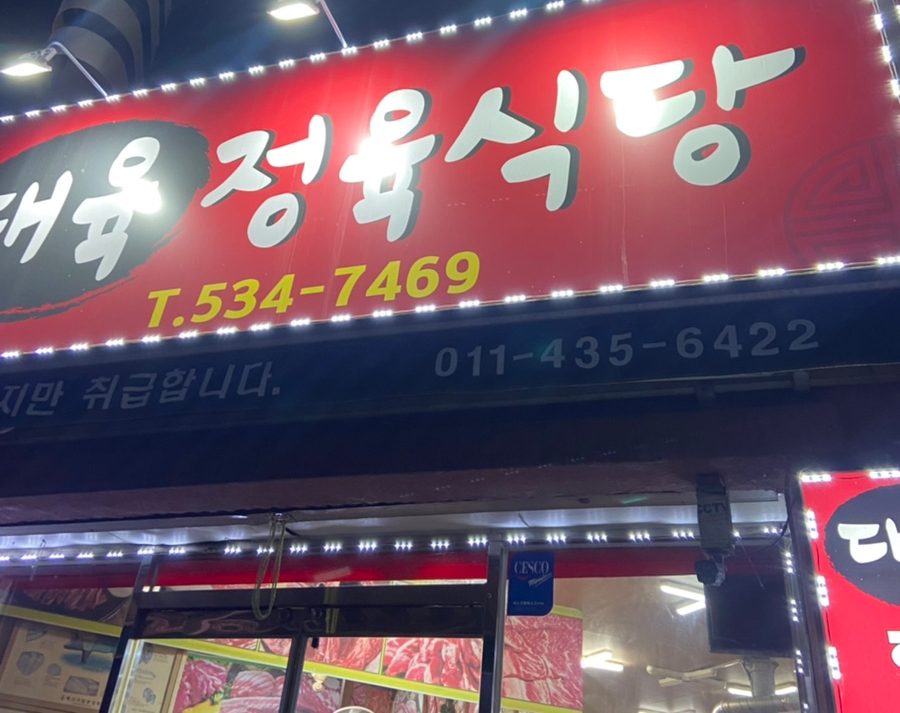 대육 정육식당
T.534-7469
지만 취급합니다. 011-435-6422
CCTV
CESCO
대